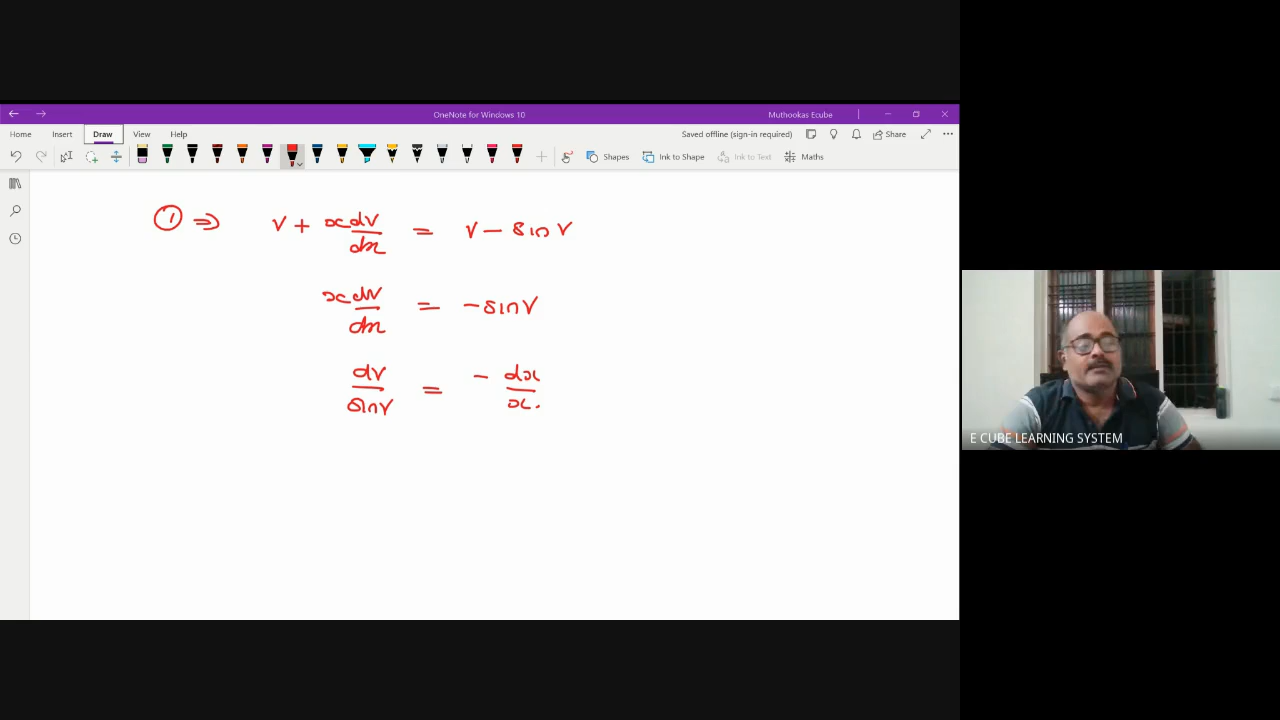 OneNote for Windows 10
Muthookas Ecube
Home Insert Draw View Help
Saved offline (sign-in required) Share
Shapes Ink to Shape Ink to Text Maths
① ⇒ v + x dv/dx = v - sin v
x dv/dx = - sin v
dv/sin v = - dx/x.
E CUBE LEARNING SYSTEM